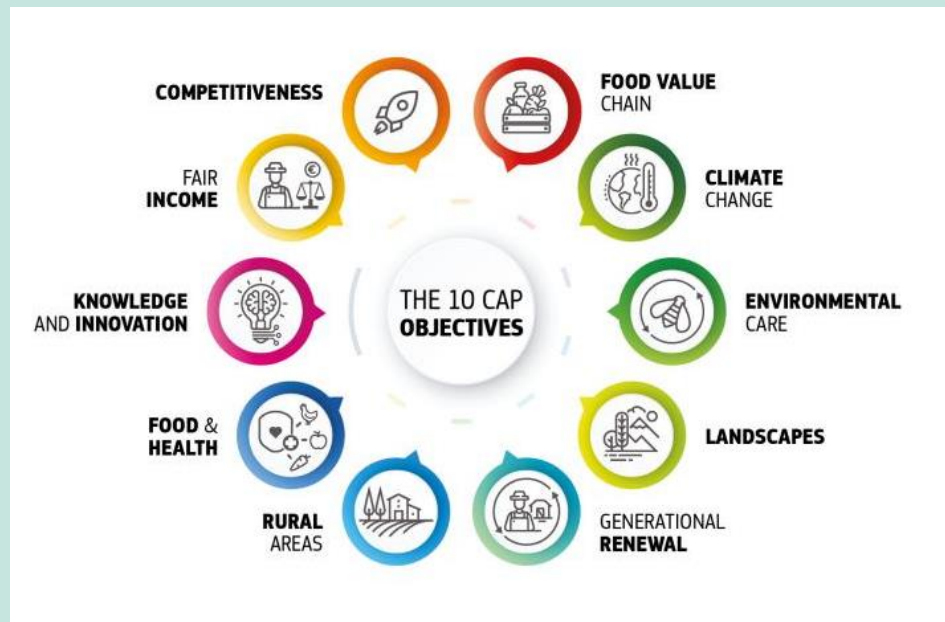 THE 10 CAP
OBJECTIVES
COMPETITIVENESS
FOOD VALUE
CHAIN
FAIR
INCOME
CLIMATE
CHANGE
KNOWLEDGE
AND INNOVATION
ENVIRONMENTAL
CARE
FOOD &
HEALTH
LANDSCAPES
RURAL
AREAS
GENERATIONAL
RENEWAL
€